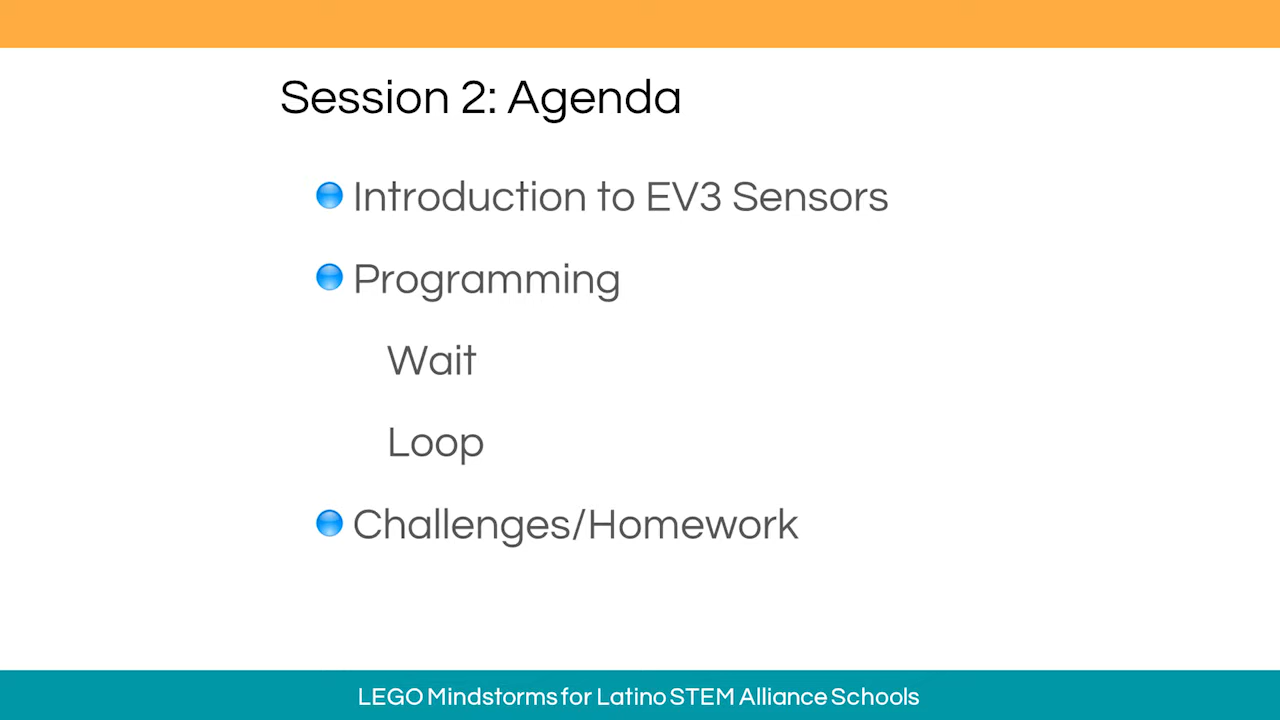 Session 2: Agenda
Introduction to EV3 Sensors
Programming
Wait
Loop
Challenges/Homework
LEGO Mindstorms for Latino STEM Alliance Schools